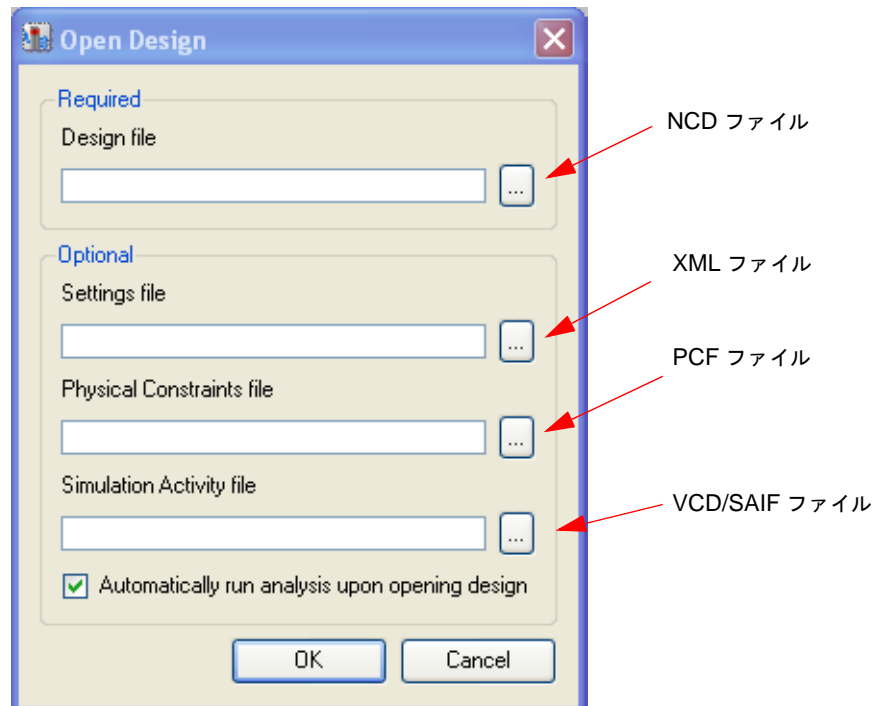 Open Design
Required
Design file
...
NCD ファイル
Optional
Settings file
...
XML ファイル
Physical Constraints file
...
PCF ファイル
Simulation Activity file
...
VCD/SAIF ファイル
Automatically run analysis upon opening design
OK
Cancel